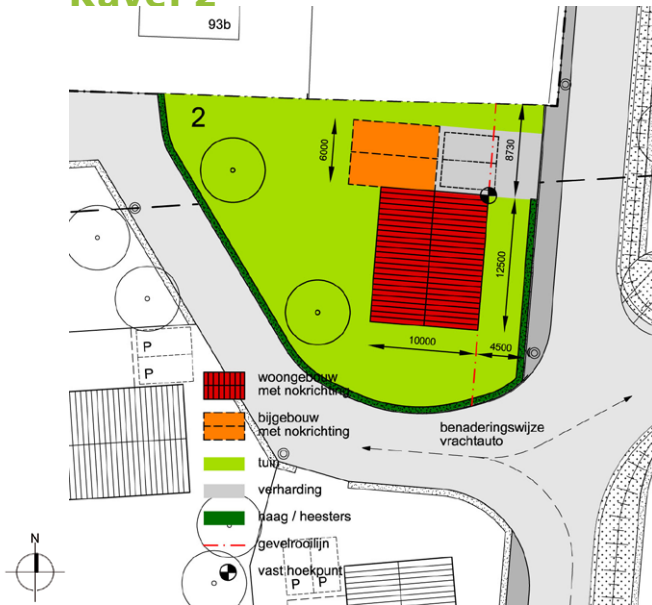 Kavel 2
93b
2
6000
8730
12500
10000
4500
P
P
woongebouw
met nokrichting
bijgebouw
met nokrichting
benaderingswijze
vrachtauto
tuin
verharding
haag / heesters
gevelrooilijn
vast hoekpunt
N
P
P